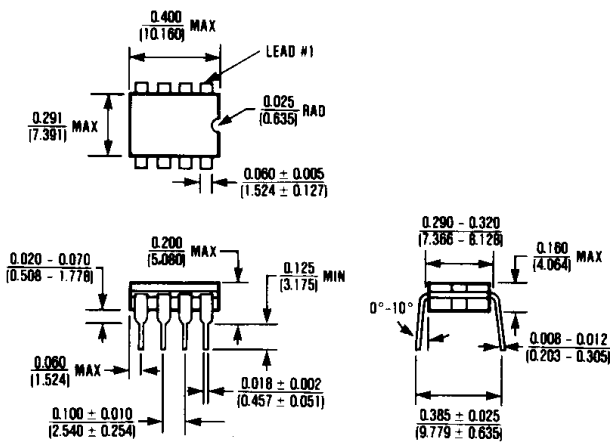 0.400
(10.160) MAX
LEAD #1
0.291
(7.391) MAX
0.025
(0.635) RAD
0.060 ± 0.005
(1.524 ± 0.127)
0.020 - 0.070
(0.508 - 1.778)
0.200
(5.080) MAX
0.125
(3.175) MIN
0.060
(1.524) MAX
0.018 ± 0.002
(0.457 ± 0.051)
0.100 ± 0.010
(2.540 ± 0.254)
0.290 - 0.320
(7.366 - 8.128)
0.160
(4.064) MAX
0°-10°
0.008 - 0.012
(0.203 - 0.305)
0.385 ± 0.025
(9.779 ± 0.635)